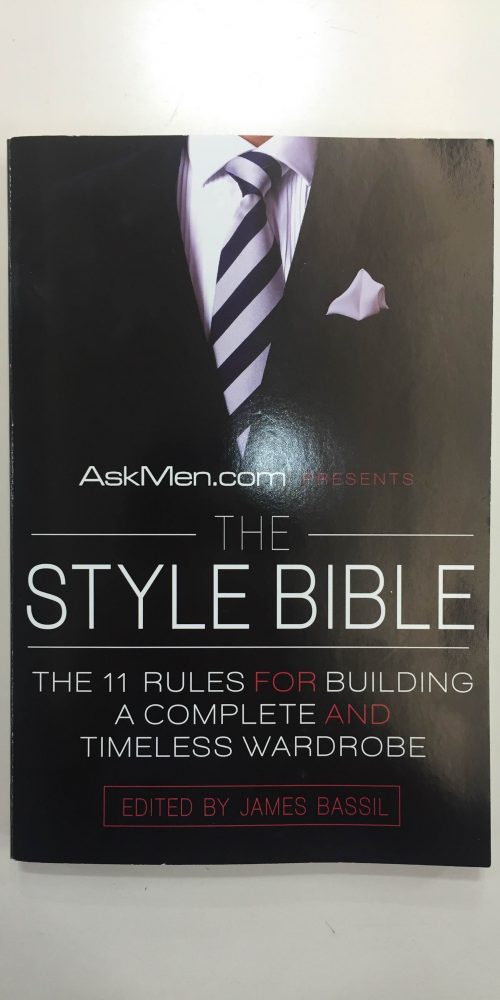 AskMen.com PRESENTS
THE
STYLE BIBLE
THE 11 RULES FOR BUILDING
A COMPLETE AND
TIMELESS WARDROBE
EDITED BY JAMES BASSIL